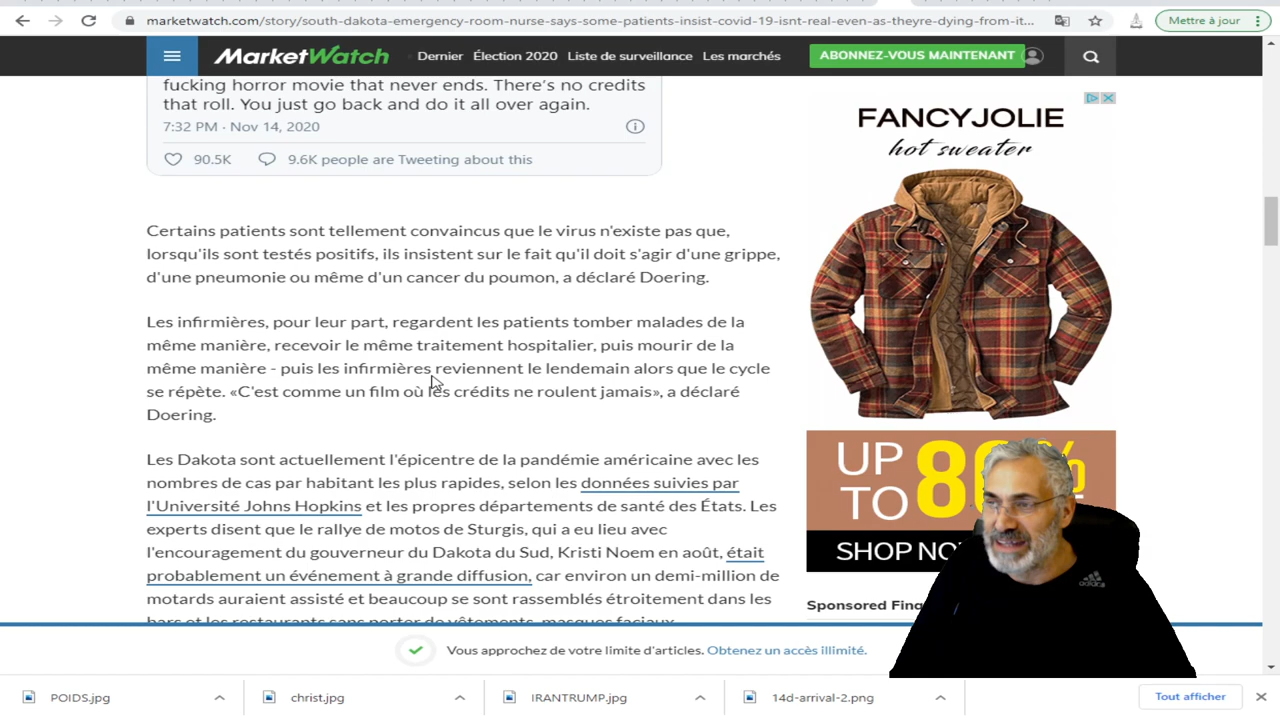 marketwatch.com/story/south-dakota-emergency-room-nurse-says-some-patients-insist-covid-19-isnt-real-even-as-theyre-dying-from-it...
Mettre à jour
MarketWatch
Dernier Élection 2020 Liste de surveillance Les marchés
ABONNEZ-VOUS MAINTENANT
fucking horror movie that never ends. There's no credits
that roll. You just go back and do it all over again.
7:32 PM · Nov 14, 2020
90.5K 9.6K people are Tweeting about this
Certains patients sont tellement convaincus que le virus n'existe pas que,
lorsqu'ils sont testés positifs, ils insistent sur le fait qu'il doit s'agir d'une grippe,
d'une pneumonie ou même d'un cancer du poumon, a déclaré Doering.
Les infirmières, pour leur part, regardent les patients tomber malades de la
même manière, recevoir le même traitement hospitalier, puis mourir de la
même manière - puis les infirmières reviennent le lendemain alors que le cycle
se répète. «C'est comme un film où les crédits ne roulent jamais», a déclaré
Doering.
Les Dakota sont actuellement l'épicentre de la pandémie américaine avec les
nombres de cas par habitant les plus rapides, selon les données suivies par
l'Université Johns Hopkins et les propres départements de santé des États. Les
experts disent que le rallye de motos de Sturgis, qui a eu lieu avec
l'encouragement du gouverneur du Dakota du Sud, Kristi Noem en août, était
probablement un événement à grande diffusion, car environ un demi-million de
motards auraient assisté et beaucoup se sont rassemblés étroitement dans les
bars et les restaurants sans porter de vêtements, masques faciaux.
FANCYJOLIE
hot sweater
UP
TO
SHOP
Sponsored
adidas
Vous approchez de votre limite d'articles. Obtenez un accès illimité.
POIDS.jpg
christ.jpg
IRANTRUMP.jpg
14d-arrival-2.png
Tout afficher